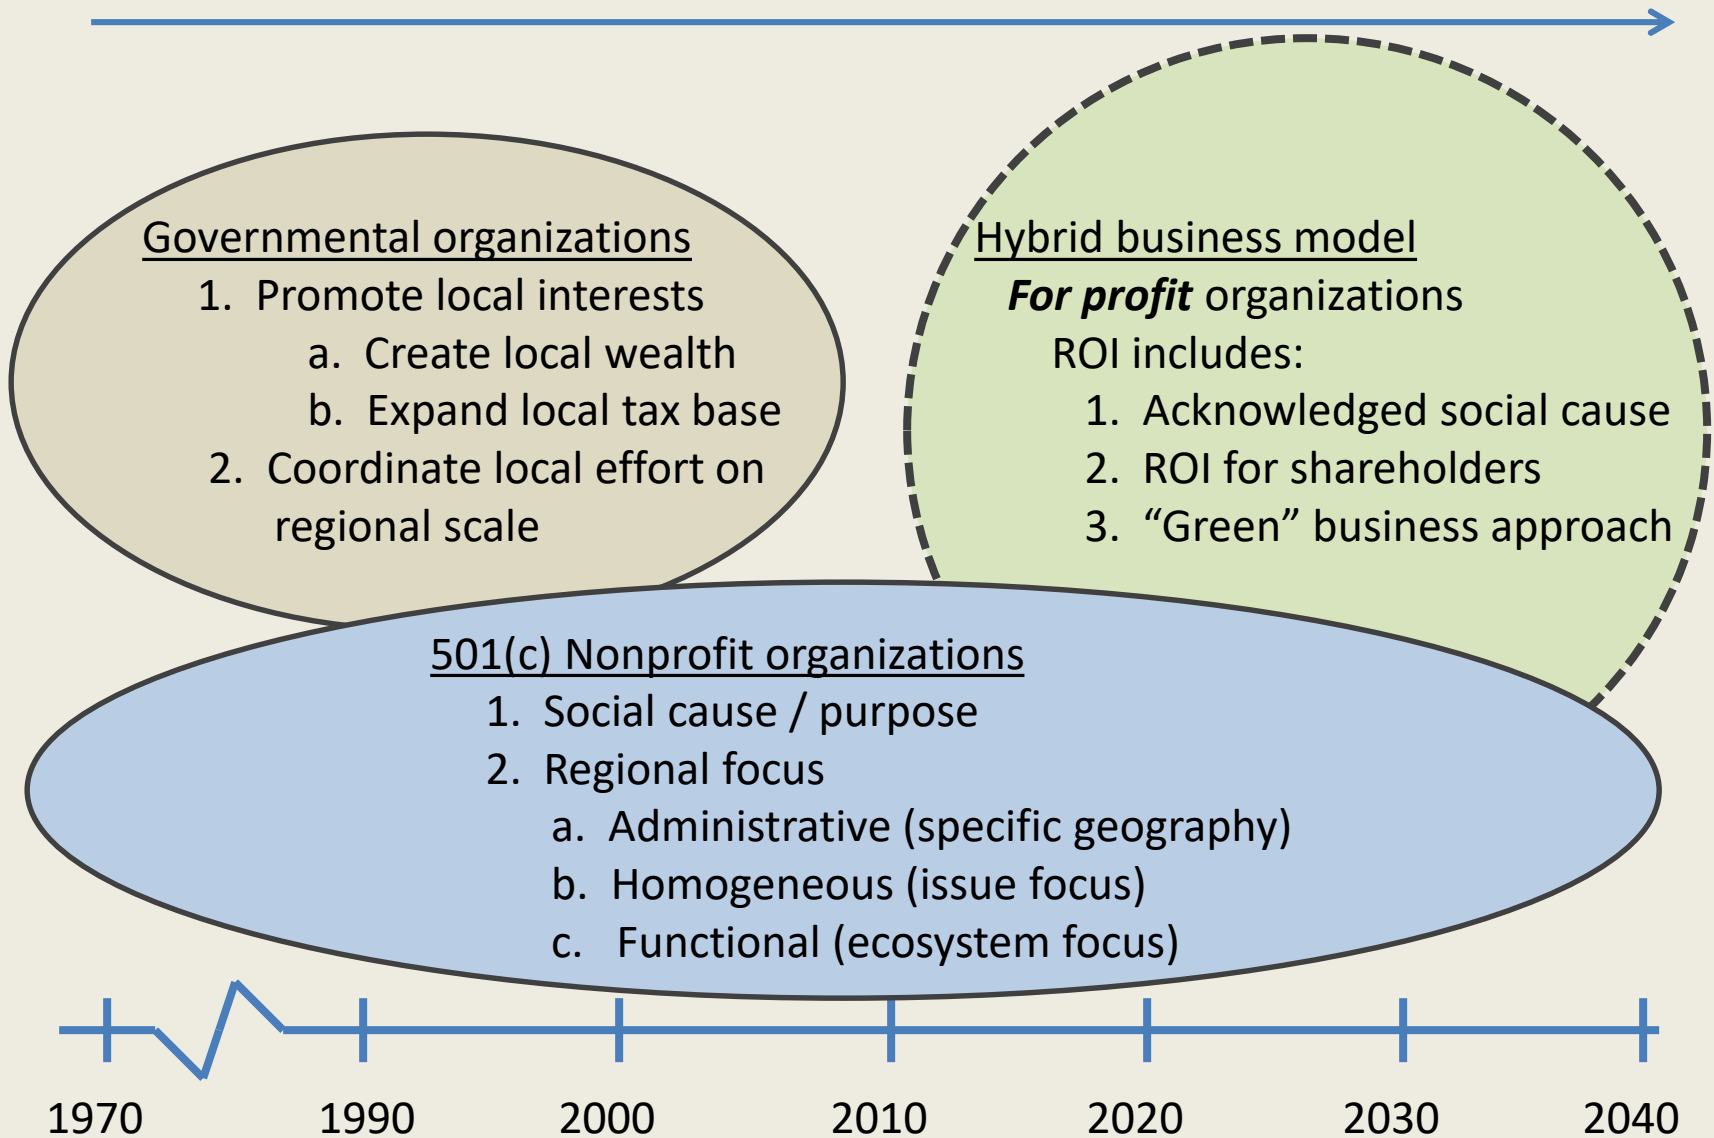 Governmental organizations
1. Promote local interests
a. Create local wealth
b. Expand local tax base
2. Coordinate local effort on
regional scale
Hybrid business model
For profit organizations
ROI includes:
1. Acknowledged social cause
2. ROI for shareholders
3. “Green” business approach
501(c) Nonprofit organizations
1. Social cause / purpose
2. Regional focus
a. Administrative (specific geography)
b. Homogeneous (issue focus)
c. Functional (ecosystem focus)
1970 1990 2000 2010 2020 2030 2040